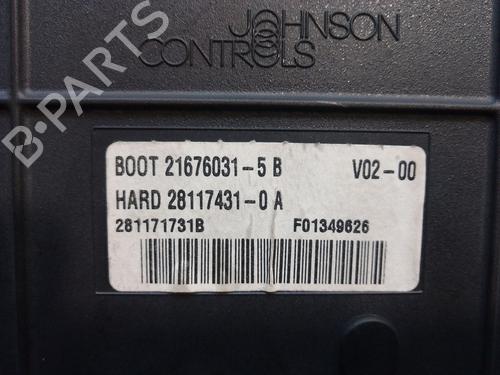 JOHNSON
CONTROLS
B-PARTS
BOOT 21676031-5 B V02-00
HARD 28117431-0 A
281171731B F01349626